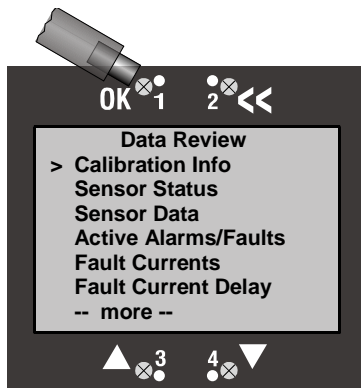 OK 1 2 <<
Data Review
> Calibration Info
Sensor Status
Sensor Data
Active Alarms/Faults
Fault Currents
Fault Current Delay
-- more --
3 4